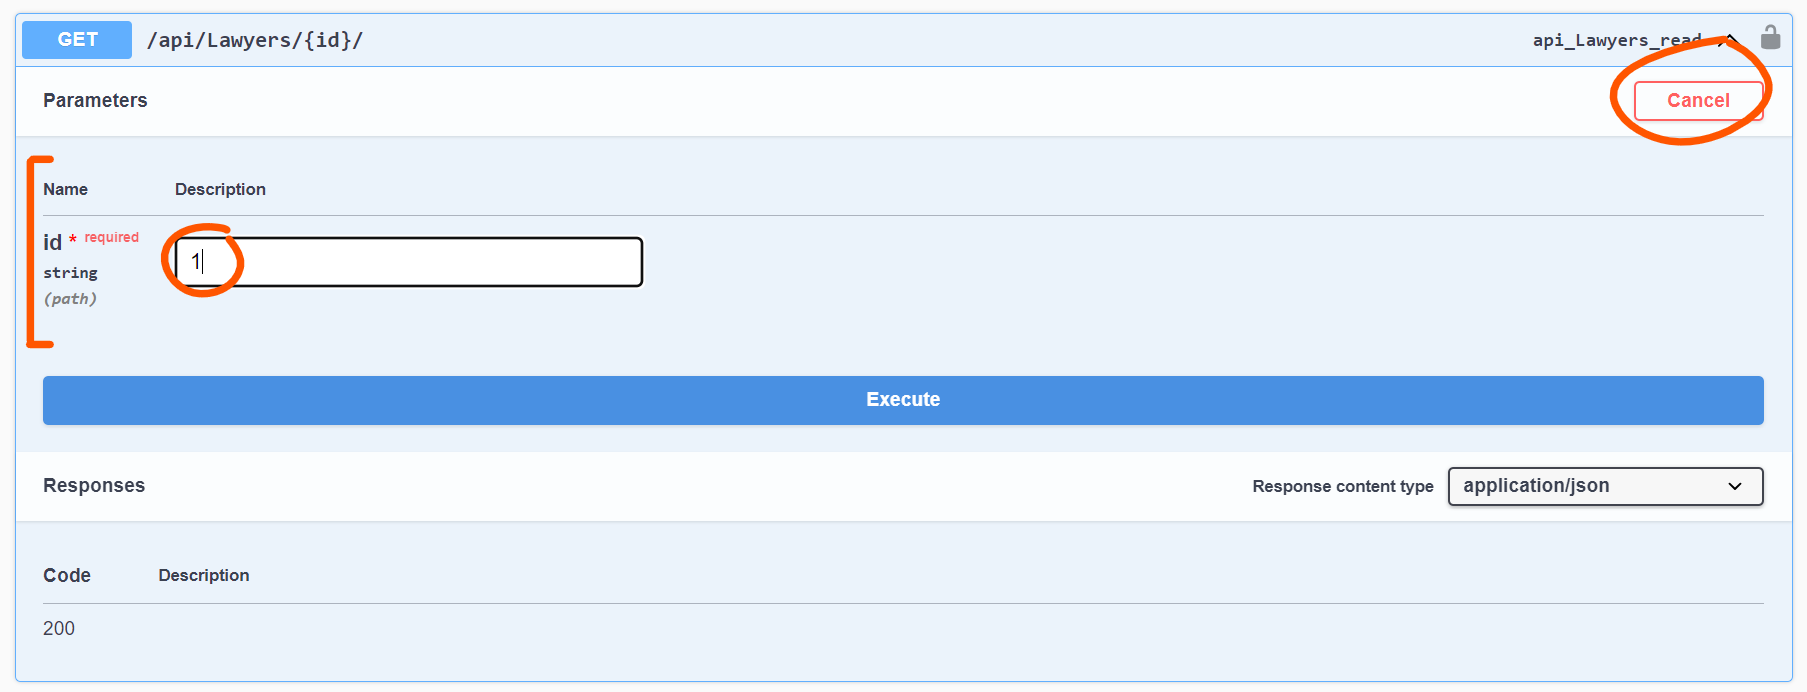 GET /api/Lawyers/{id}/ api_Lawyers_read
Parameters Cancel
Name Description
id * required
string
(path)
1
Execute
Responses Response content type application/json
Code Description
200